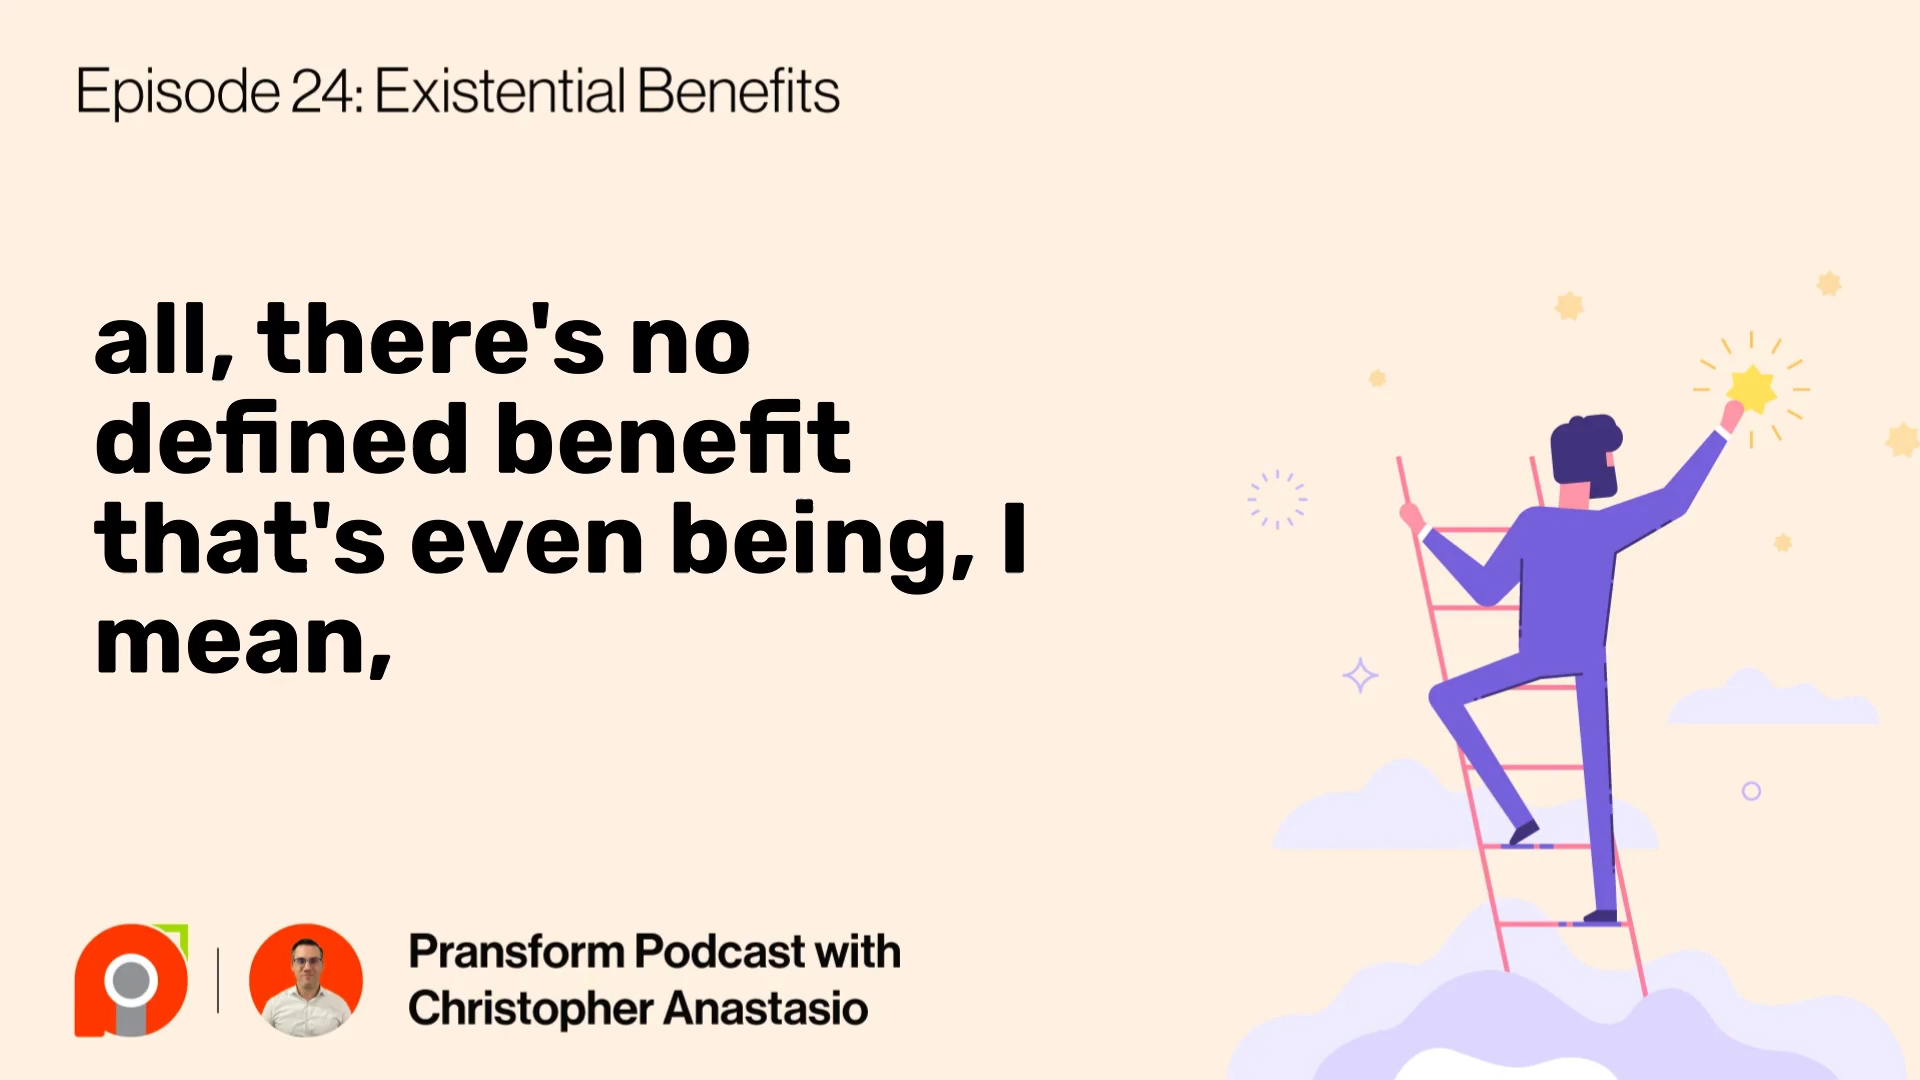 Episode 24: Existential Benefits
all, there's no
defined benefit
that's even being, I
mean,
Pransform Podcast with
Christopher Anastasio